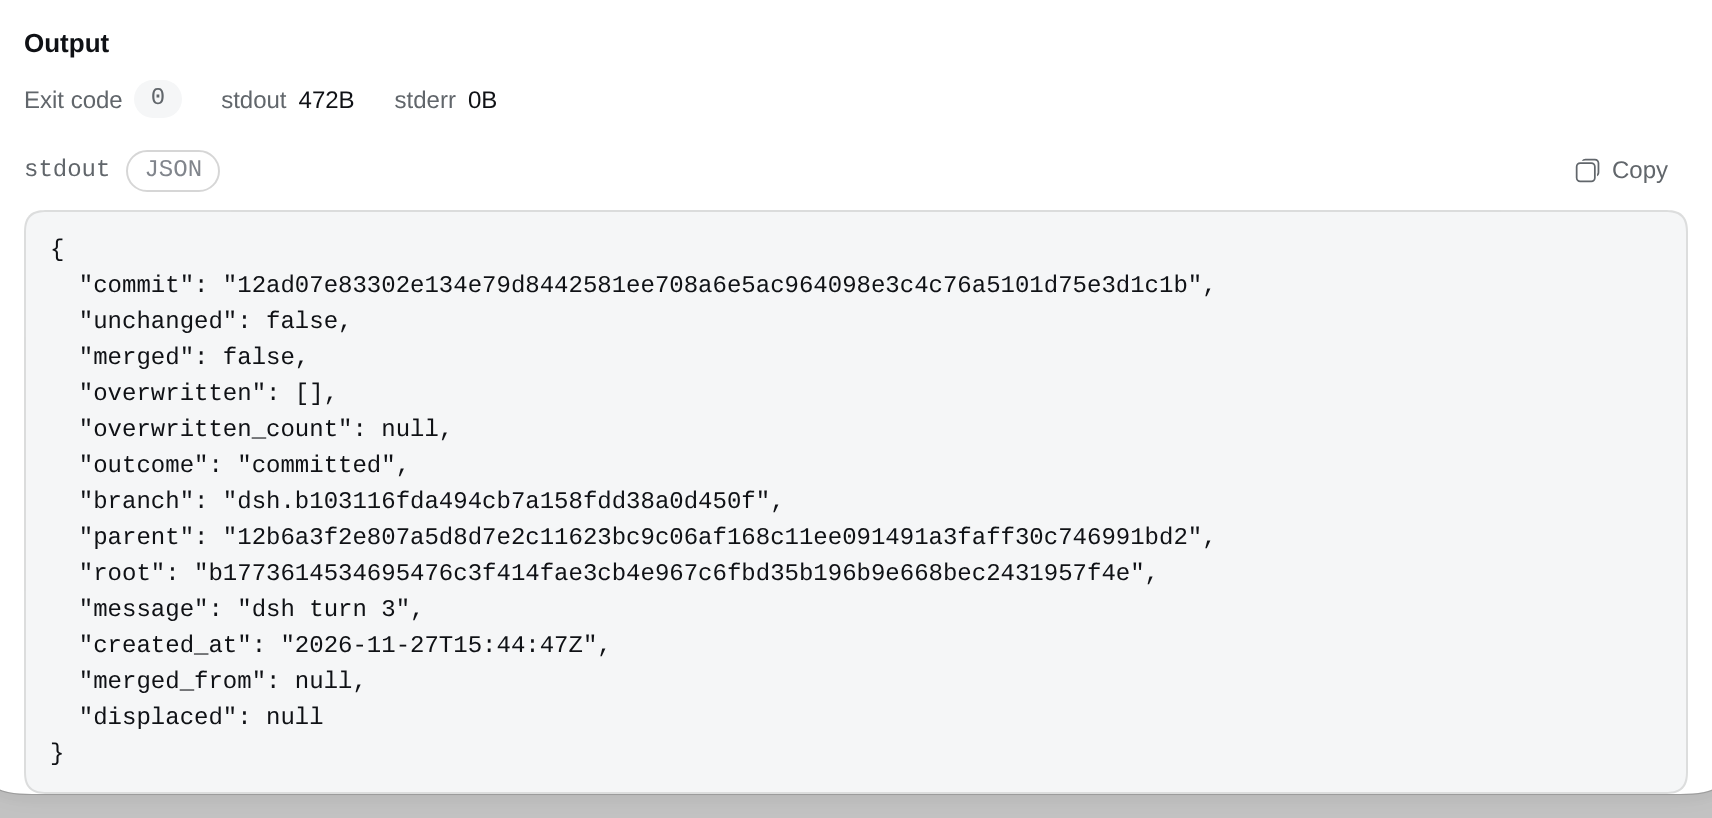 Output
Exit code 0 stdout 472B stderr 0B
stdout JSON Copy
{
  "commit": "12ad07e83302e134e79d8442581ee708a6e5ac964098e3c4c76a5101d75e3d1c1b",
  "unchanged": false,
  "merged": false,
  "overwritten": [],
  "overwritten_count": null,
  "outcome": "committed",
  "branch": "dsh.b103116fda494cb7a158fdd38a0d450f",
  "parent": "12b6a3f2e807a5d8d7e2c11623bc9c06af168c11ee091491a3faff30c746991bd2",
  "root": "b1773614534695476c3f414fae3cb4e967c6fbd35b196b9e668bec2431957f4e",
  "message": "dsh turn 3",
  "created_at": "2026-11-27T15:44:47Z",
  "merged_from": null,
  "displaced": null
}